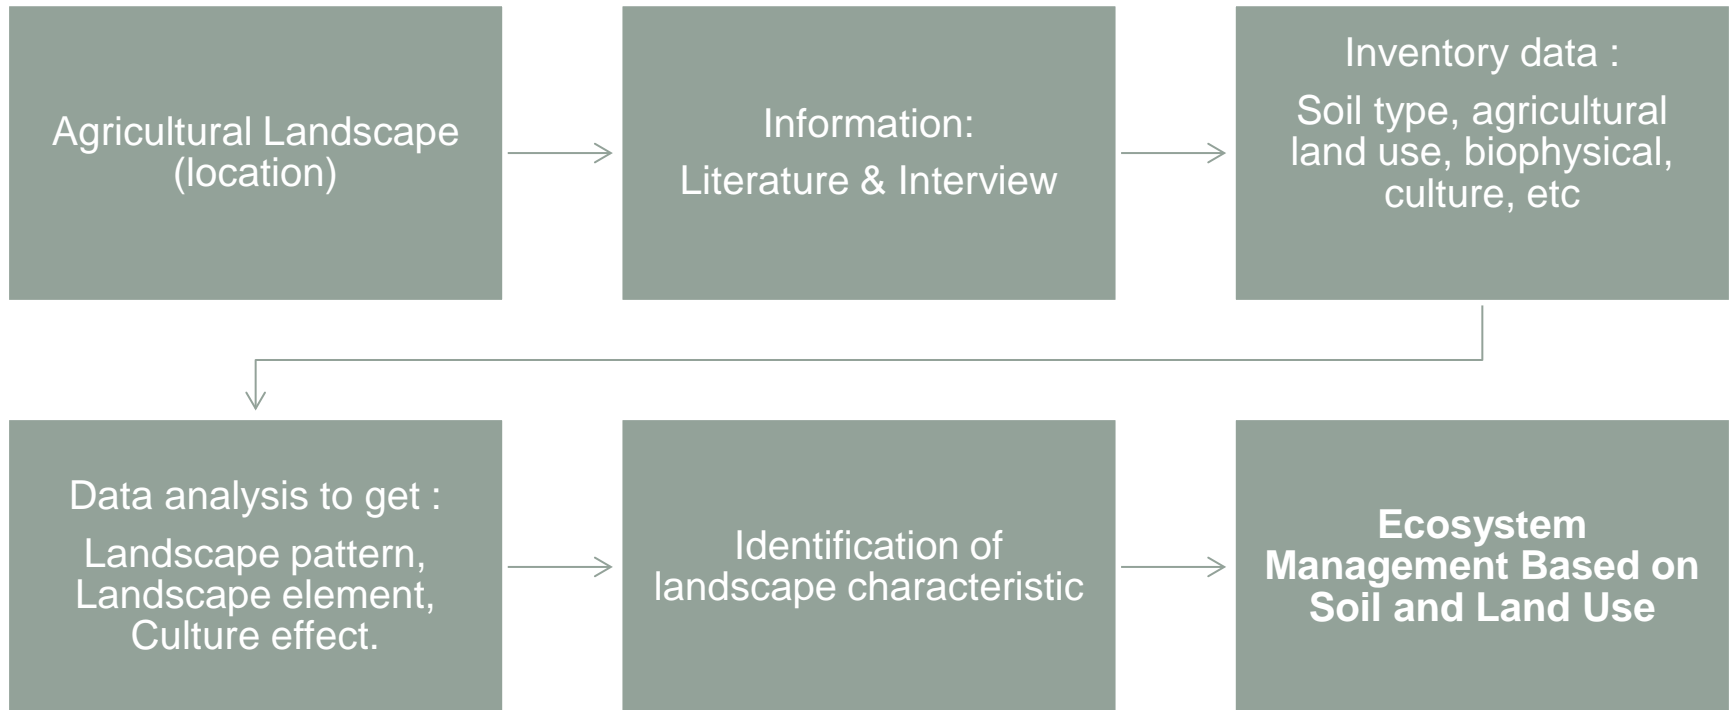 Agricultural Landscape
(location)
Information:
Literature & Interview
Inventory data :
Soil type, agricultural
land use, biophysical,
culture, etc
Data analysis to get :
Landscape pattern,
Landscape element,
Culture effect.
Identification of
landscape characteristic
Ecosystem
Management Based on
Soil and Land Use